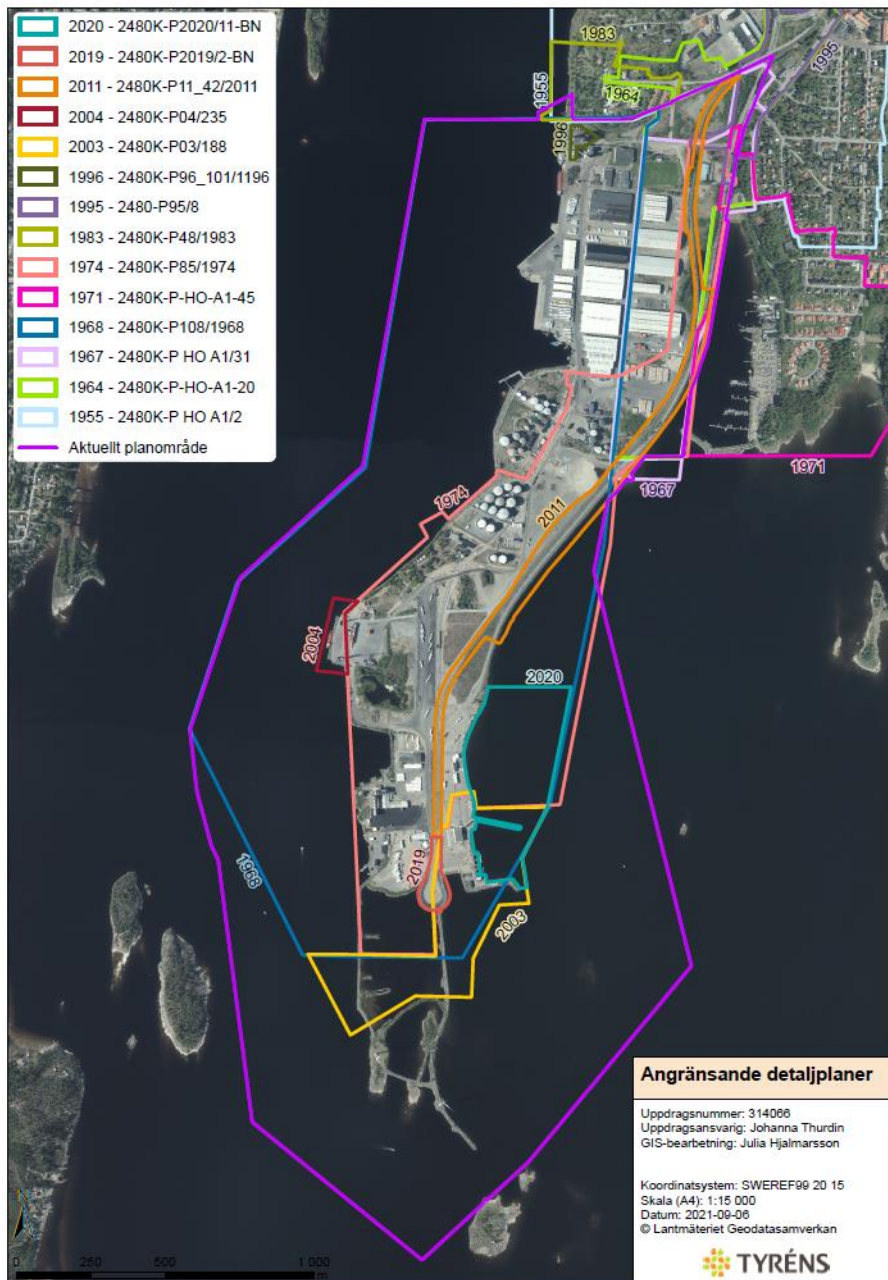 2020 - 2480K-P2020/11-BN
2019 - 2480K-P2019/2-BN
2011 - 2480K-P11_42/2011
2004 - 2480K-P04/235
2003 - 2480K-P03/188
1996 - 2480K-P96_101/1196
1995 - 2480-P95/8
1983 - 2480K-P48/1983
1974 - 2480K-P85/1974
1971 - 2480K-P-HO-A1-45
1968 - 2480K-P108/1968
1967 - 2480K-P HO A1/31
1964 - 2480K-P-HO-A1-20
1955 - 2480K-P HO A1/2
Aktuellt planområde
1983
1995
1955
1964
1996
1971
1967
2011
1974
2004
2020
2019
1968
2003
Angränsande detaljplaner
Uppdragsnummer: 314066
Uppdragsansvarig: Johanna Thurdin
GIS-bearbetning: Julia Hjalmarsson
Koordinatsystem: SWEREF99 20 15
Skala (A4): 1:15 000
Datum: 2021-09-06
© Lantmäteriet Geodatasamverkan
TYRÉNS
0 250 500 1 000
m